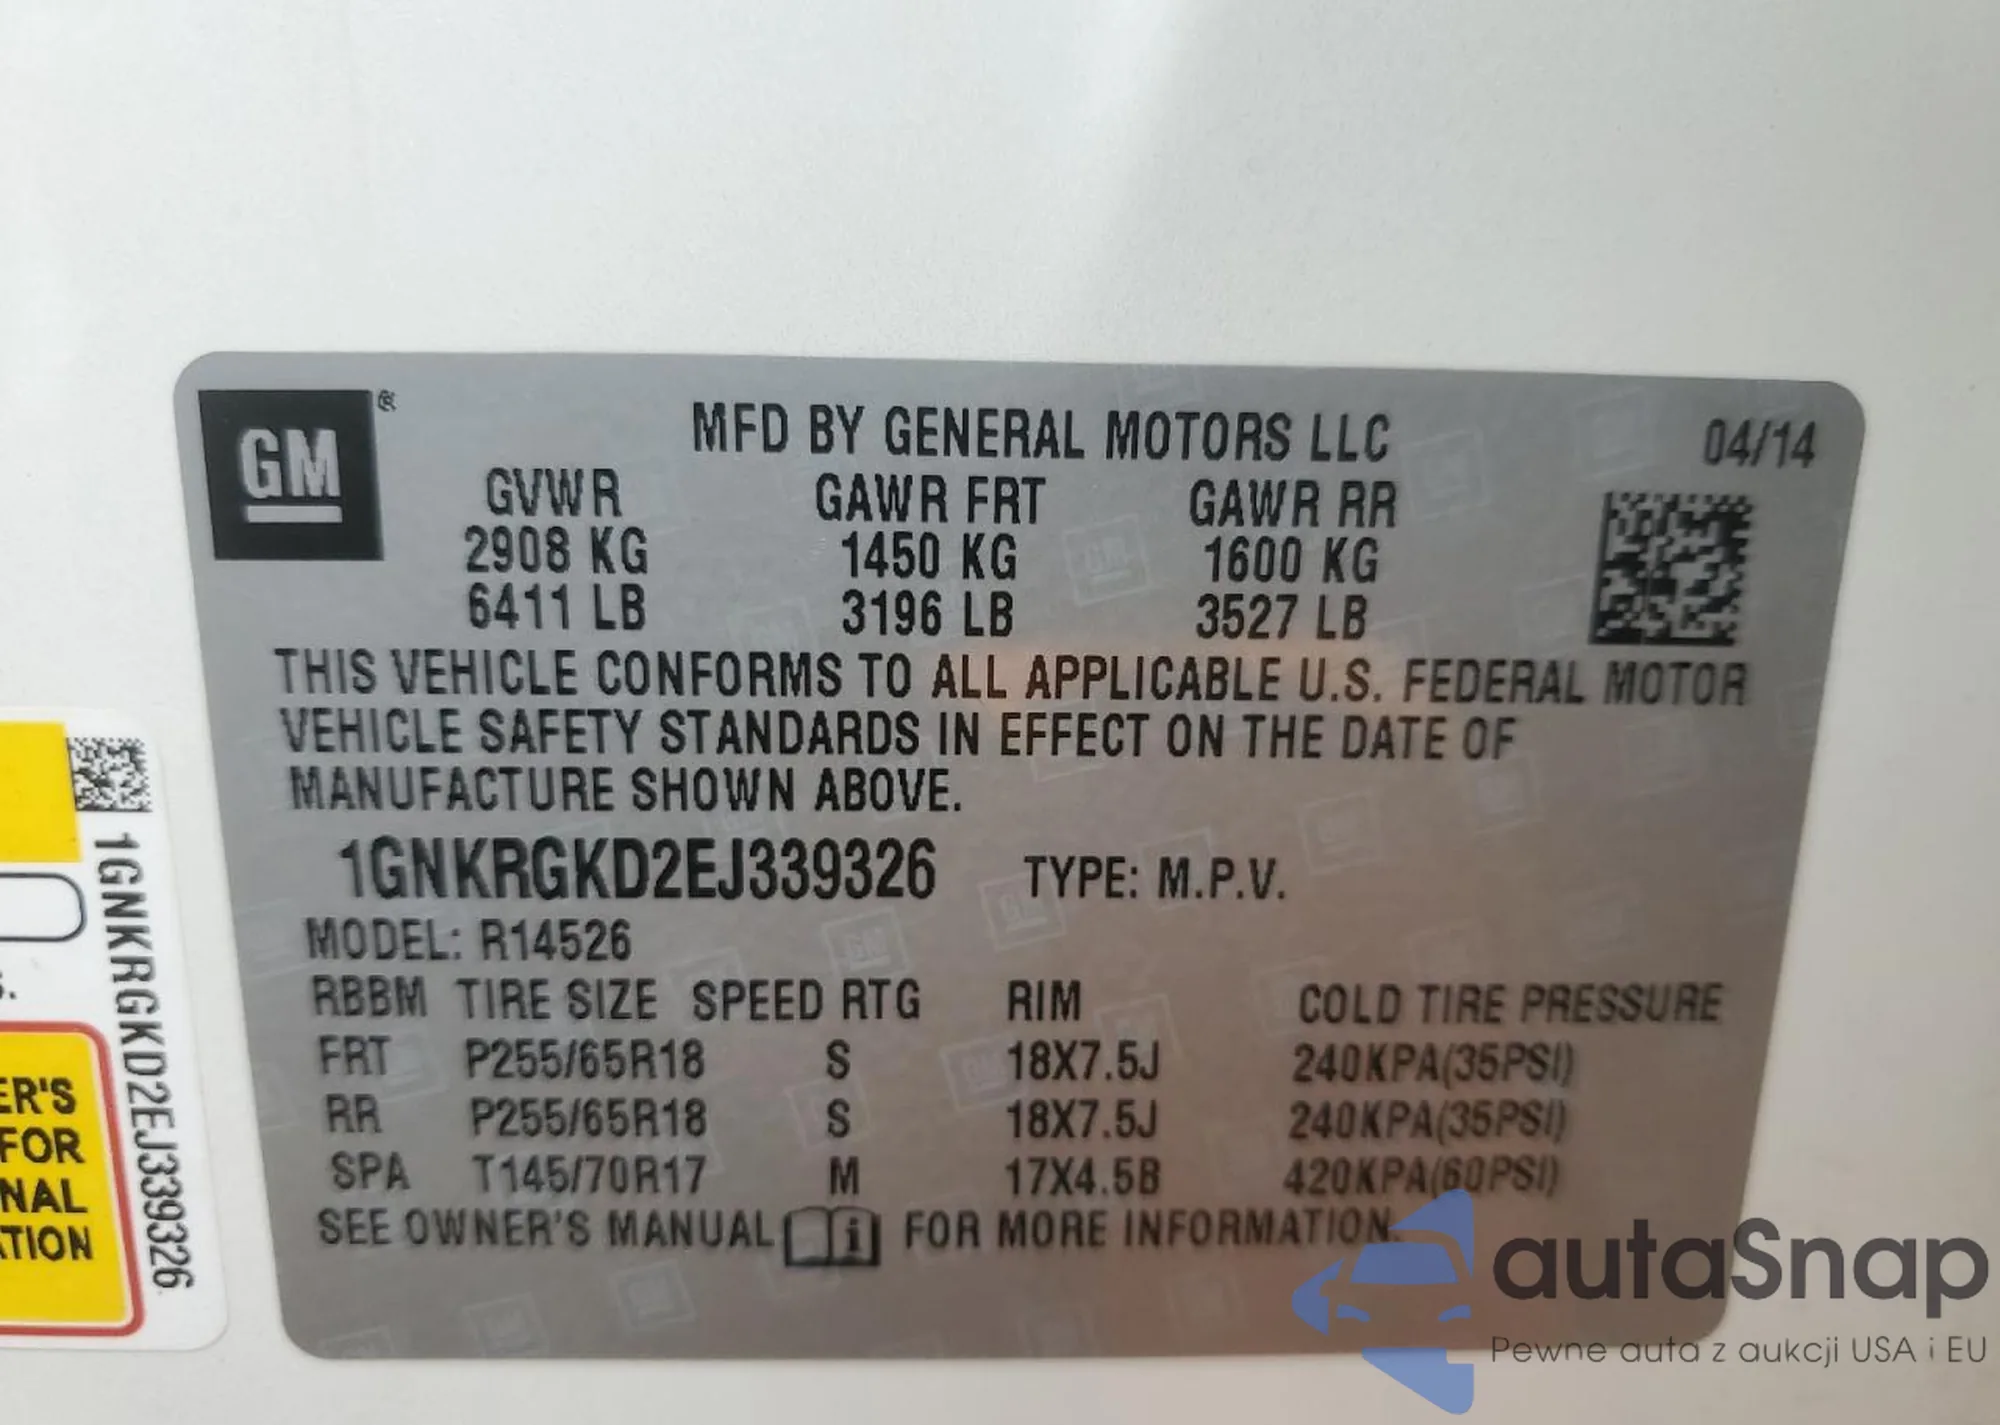 GM ®
MFD BY GENERAL MOTORS LLC 04/14
GVWR GAWR FRT GAWR RR
2908 KG 1450 KG 1600 KG
6411 LB 3196 LB 3527 LB
THIS VEHICLE CONFORMS TO ALL APPLICABLE U.S. FEDERAL MOTOR
VEHICLE SAFETY STANDARDS IN EFFECT ON THE DATE OF
MANUFACTURE SHOWN ABOVE.
1GNKRGKD2EJ339326 TYPE: M.P.V.
MODEL: R14526
RBBM TIRE SIZE SPEED RTG RIM COLD TIRE PRESSURE
FRT P255/65R18 S 18X7.5J 240KPA(35PSI)
RR P255/65R18 S 18X7.5J 240KPA(35PSI)
SPA T145/70R17 M 17X4.5B 420KPA(60PSI)
SEE OWNER'S MANUAL i FOR MORE INFORMATION.
1GNKRGKD2EJ339326
S.
ER'S
FOR
NAL
ATION
autaSnap
Pewne auta z aukcji USA i EU